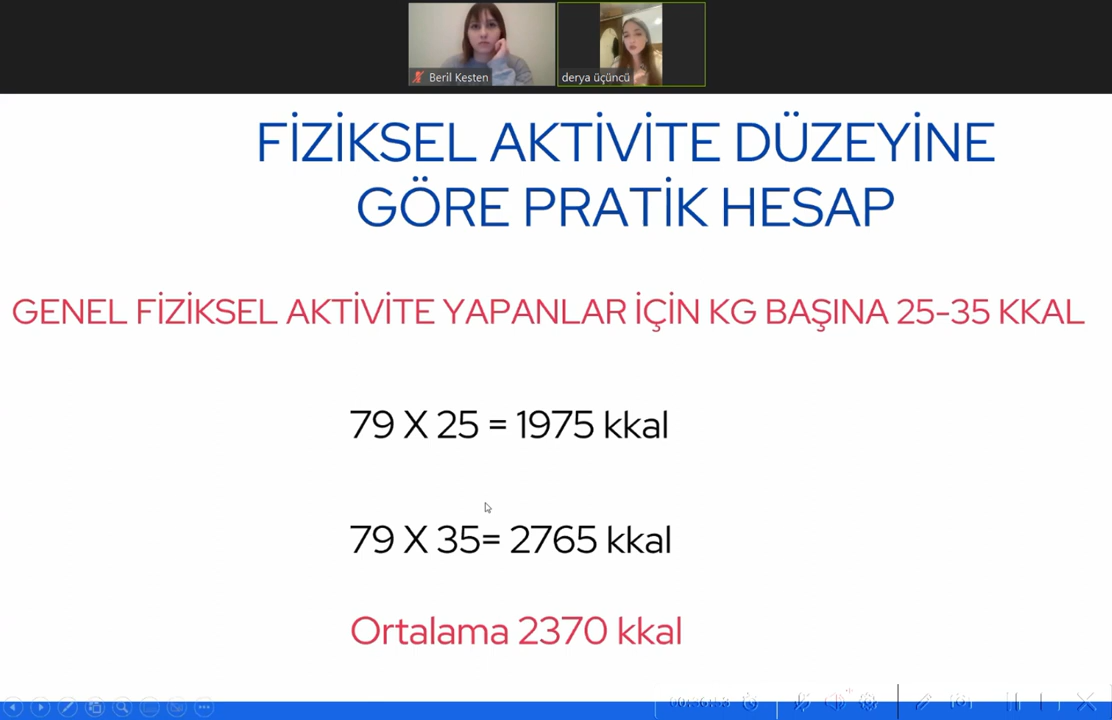 Beril Kesten
derya üçüncü
FİZİKSEL AKTİVİTE DÜZEYİNE
GÖRE PRATİK HESAP
GENEL FİZİKSEL AKTİVİTE YAPANLAR İÇİN KG BAŞINA 25-35 KKAL
79 X 25 = 1975 kkal
79 X 35= 2765 kkal
Ortalama 2370 kkal